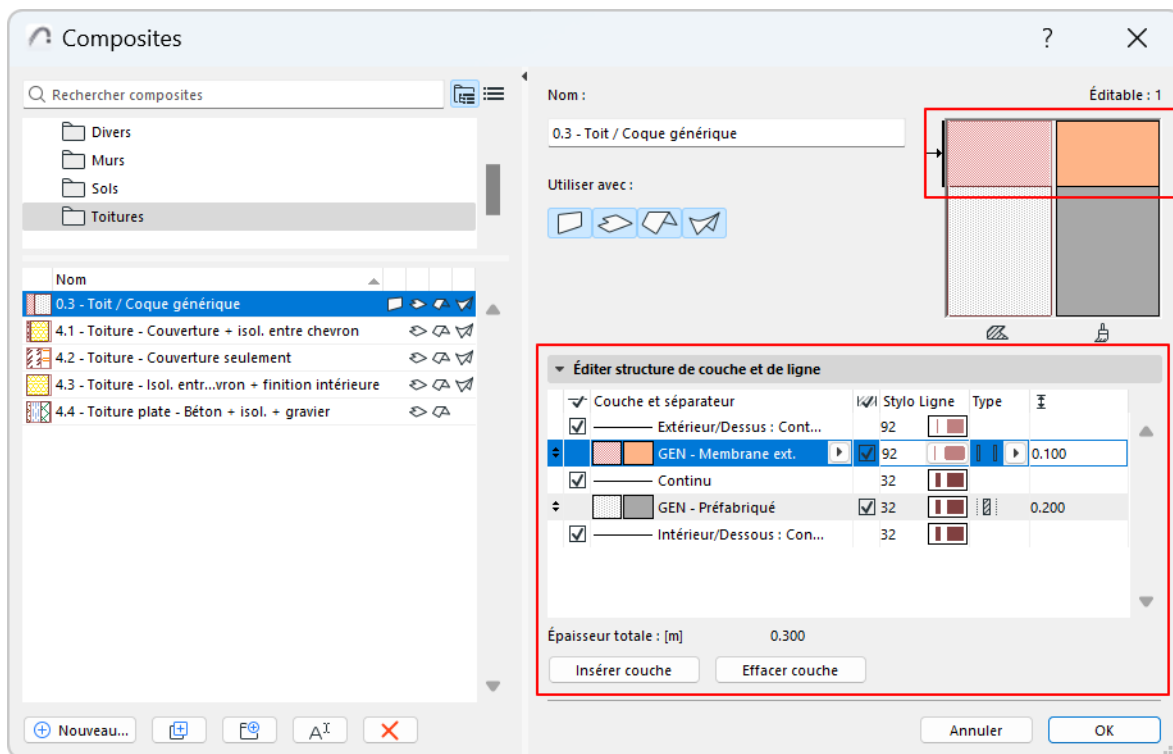 Composites
?
Rechercher composites
Divers
Murs
Sols
Toitures
Nom
0.3 - Toit / Coque générique
4.1 - Toiture - Couverture + isol. entre chevron
4.2 - Toiture - Couverture seulement
4.3 - Toiture - Isol. entr...vron + finition intérieure
4.4 - Toiture plate - Béton + isol. + gravier
Nouveau...
Nom :
Éditable : 1
0.3 - Toit / Coque générique
Utiliser avec :
Éditer structure de couche et de ligne
Couche et séparateur Stylo Ligne Type
Extérieur/Dessus : Cont... 92
GEN - Membrane ext. 92 0.100
Continu 32
GEN - Préfabriqué 32 0.200
Intérieur/Dessous : Con... 32
Épaisseur totale : [m] 0.300
Insérer couche Effacer couche
Annuler OK